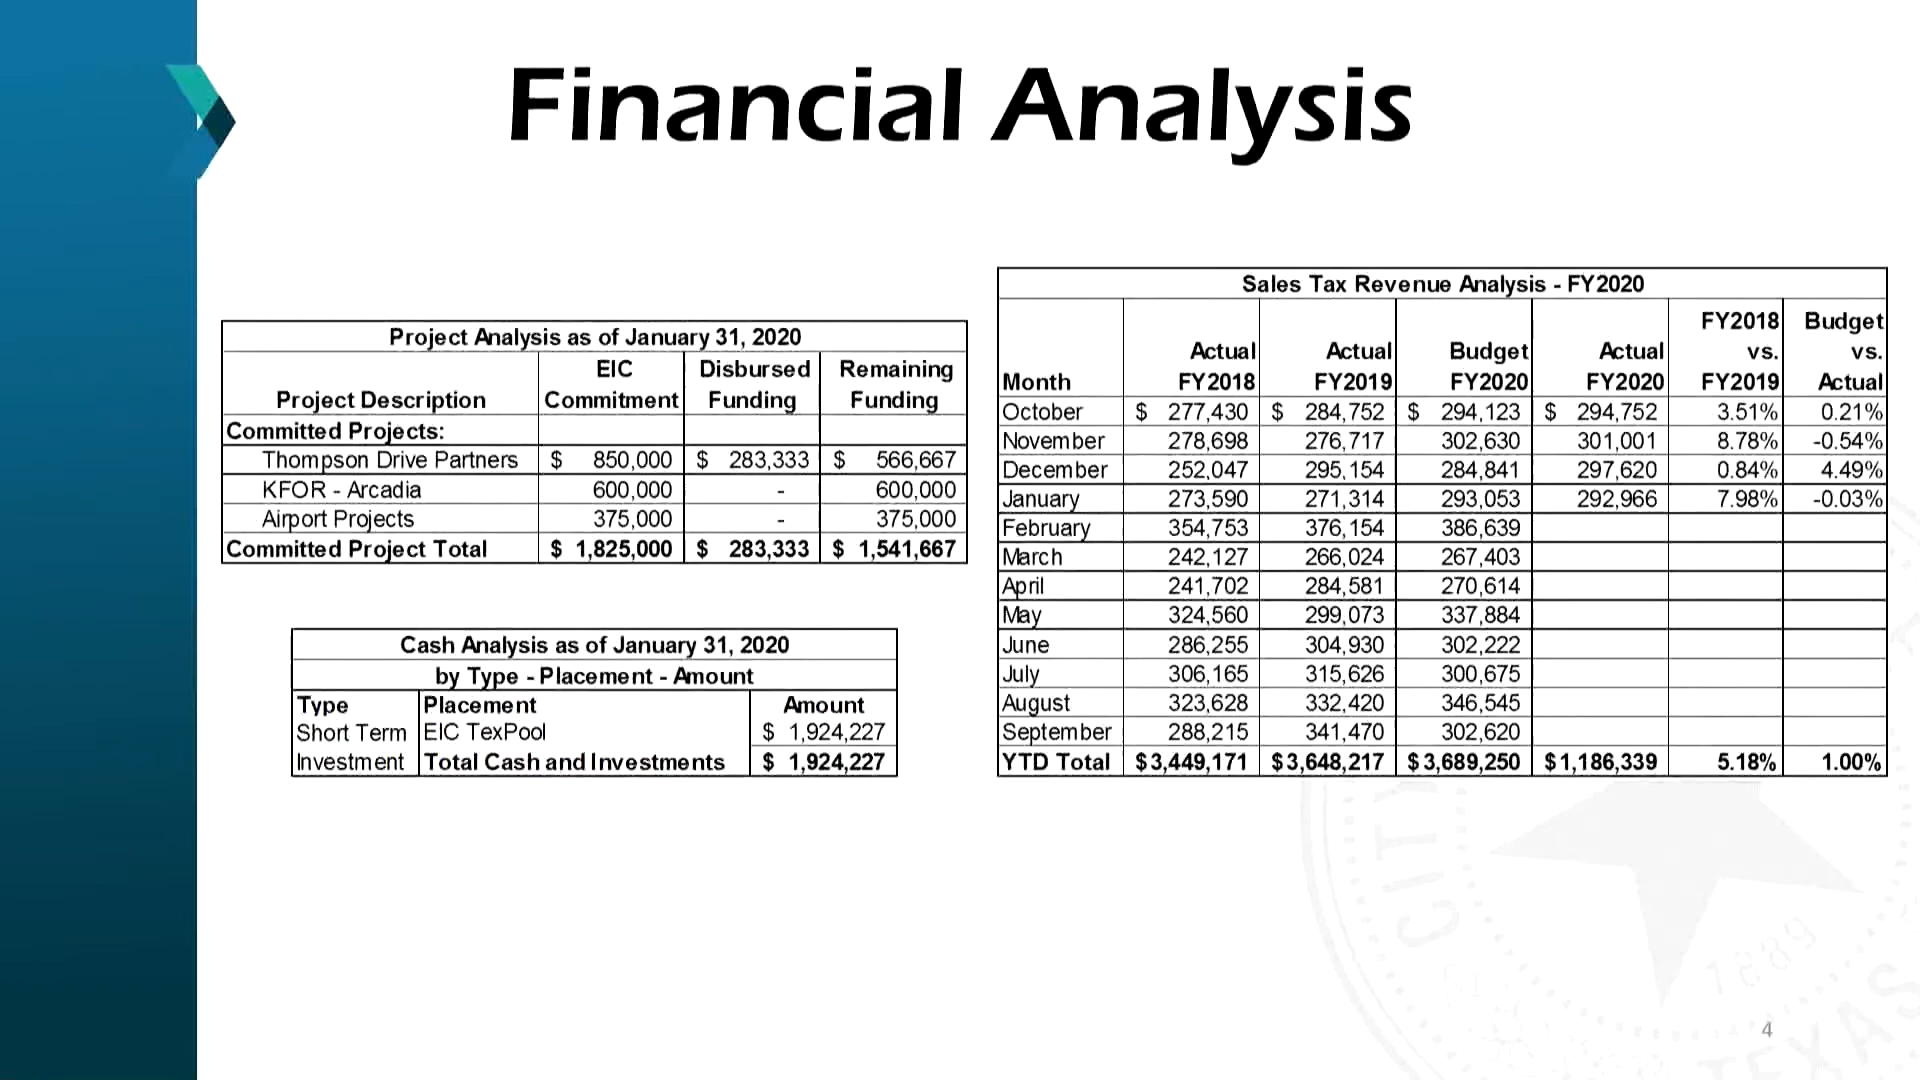 Financial Analysis
Project Analysis as of January 31, 2020
Project Description EIC Commitment Disbursed Funding Remaining Funding
Committed Projects:
Thompson Drive Partners $ 850,000 $ 283,333 $ 566,667
KFOR - Arcadia 600,000 - 600,000
Airport Projects 375,000 - 375,000
Committed Project Total $ 1,825,000 $ 283,333 $ 1,541,667
Cash Analysis as of January 31, 2020
by Type - Placement - Amount
Type Placement Amount
Short Term EIC TexPool $ 1,924,227
Investment Total Cash and Investments $ 1,924,227
Sales Tax Revenue Analysis - FY2020
Month Actual FY2018 Actual FY2019 Budget FY2020 Actual FY2020 FY2018 vs. FY2019 Budget vs. Actual
October $ 277,430 $ 284,752 $ 294,123 $ 294,752 3.51% 0.21%
November 278,698 276,717 302,630 301,001 8.78% -0.54%
December 252,047 295,154 284,841 297,620 0.84% 4.49%
January 273,590 271,314 293,053 292,966 7.98% -0.03%
February 354,753 376,154 386,639
March 242,127 266,024 267,403
April 241,702 284,581 270,614
May 324,560 299,073 337,884
June 286,255 304,930 302,222
July 306,165 315,626 300,675
August 323,628 332,420 346,545
September 288,215 341,470 302,620
YTD Total $3,449,171 $3,648,217 $3,689,250 $1,186,339 5.18% 1.00%
CITY
1889
TEXAS
4